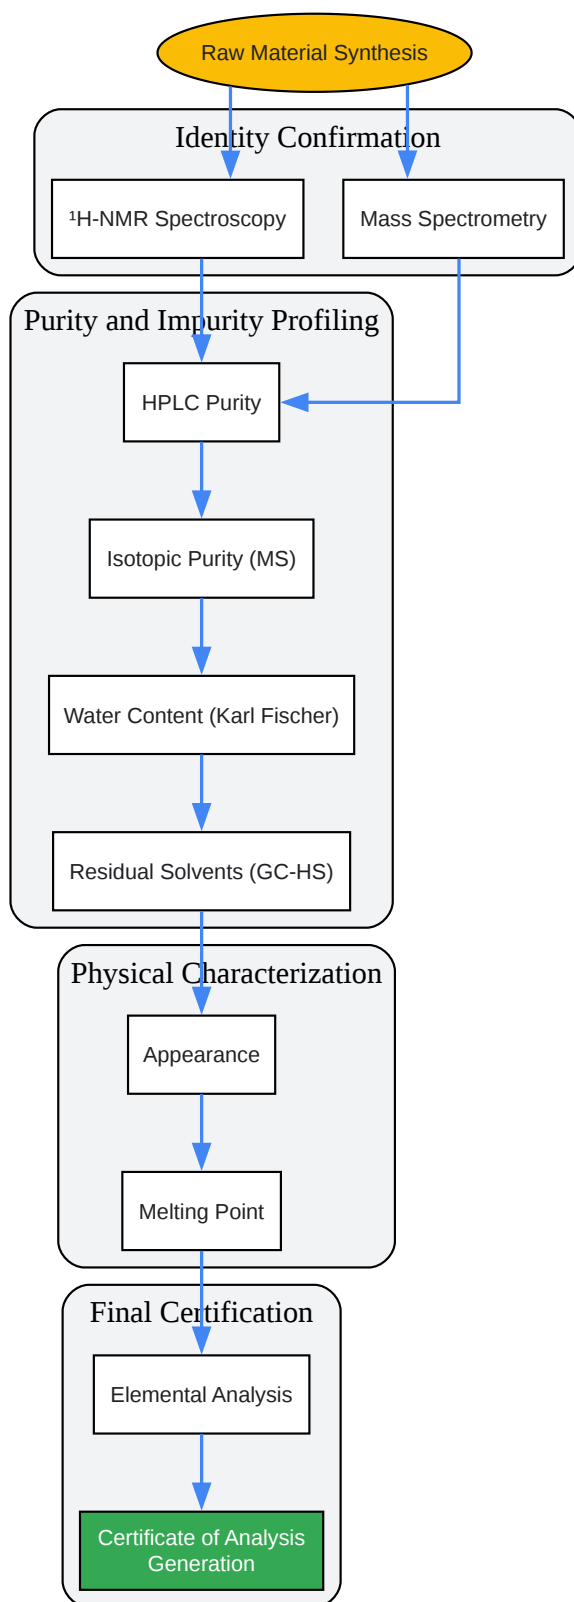 Raw Material Synthesis
Identity Confirmation
¹H-NMR Spectroscopy
Mass Spectrometry
Purity and Impurity Profiling
HPLC Purity
Isotopic Purity (MS)
Water Content (Karl Fischer)
Residual Solvents (GC-HS)
Physical Characterization
Appearance
Melting Point
Final Certification
Elemental Analysis
Certificate of Analysis
Generation